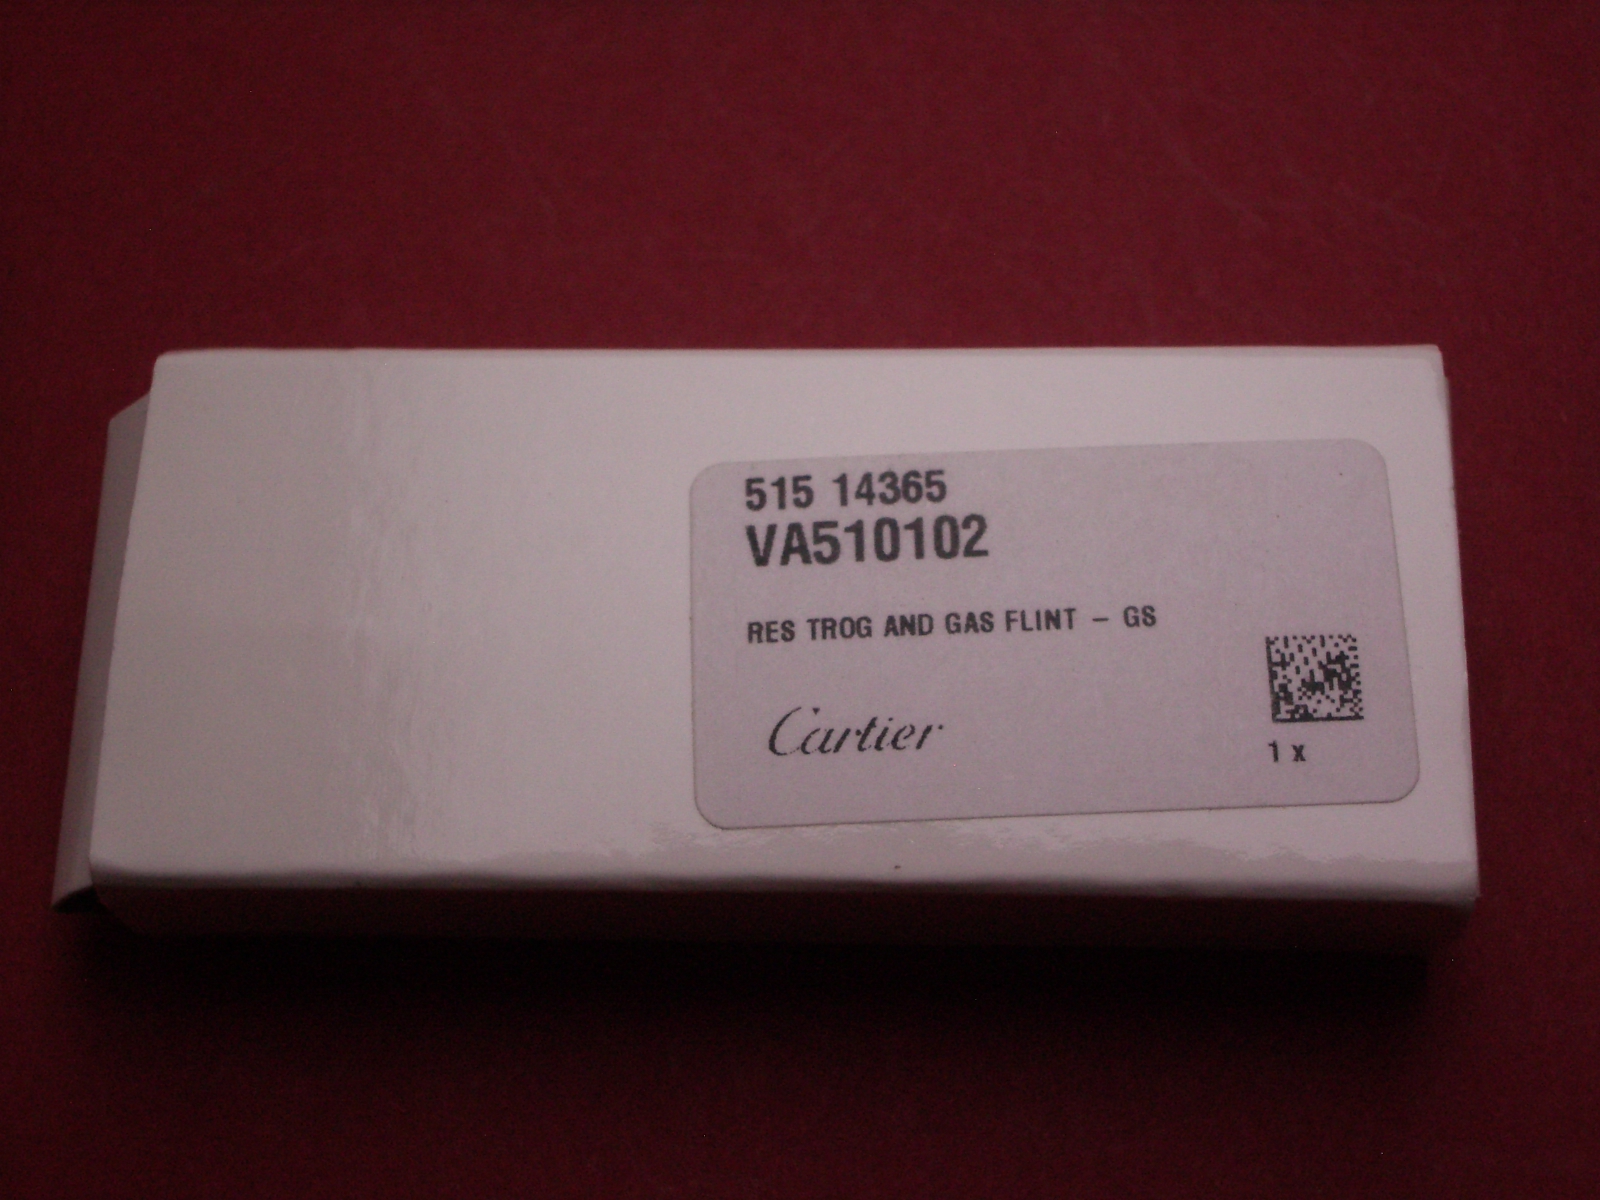 515 14365
VA510102
RES TROG AND GAS FLINT – GS
Cartier
1 x